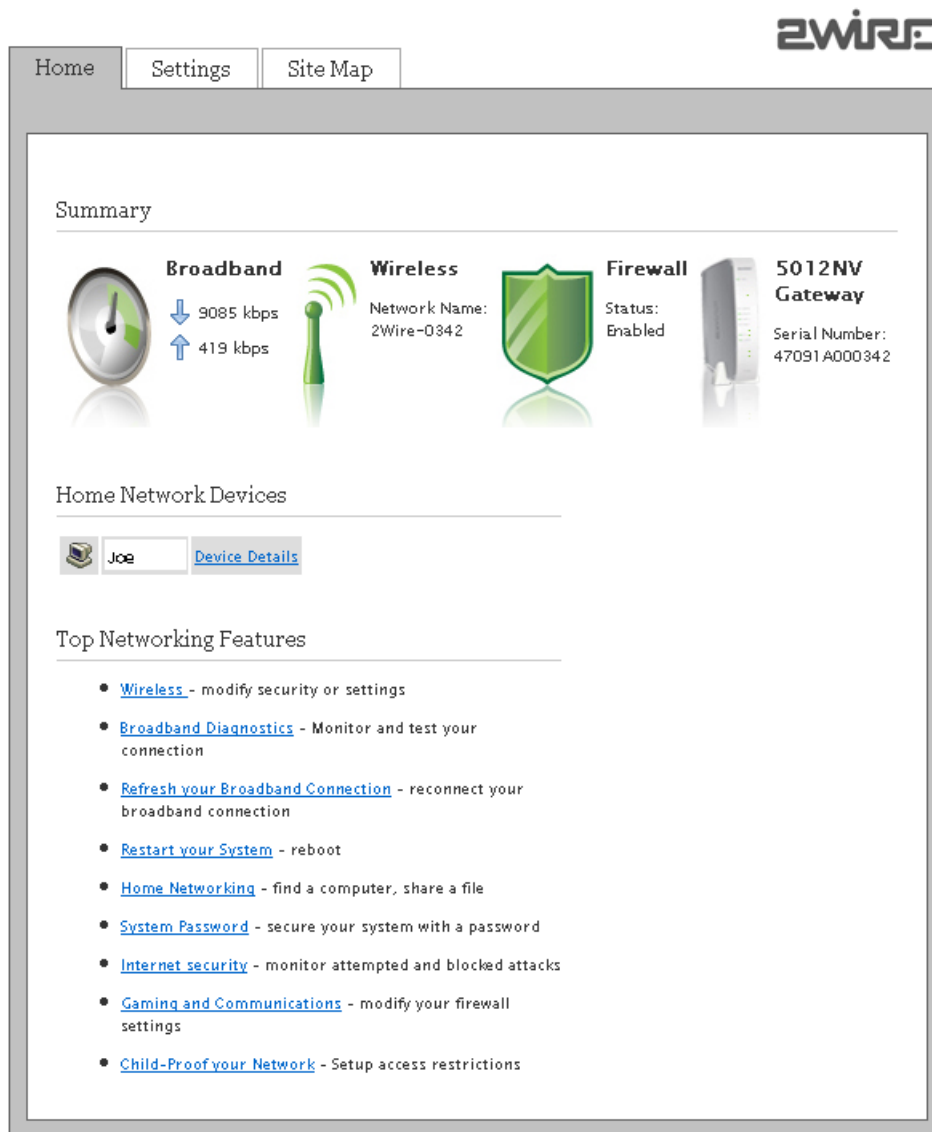 2WIRE
Home
Settings
Site Map
Summary
Broadband
9085 kbps
419 kbps
Wireless
Network Name:
2Wire-0342
Firewall
Status:
Enabled
5012NV
Gateway
Serial Number:
47091A000342
Home Network Devices
Joe
Device Details
Top Networking Features
Wireless - modify security or settings
Broadband Diagnostics - Monitor and test your
connection
Refresh your Broadband Connection - reconnect your
broadband connection
Restart your System - reboot
Home Networking - find a computer, share a file
System Password - secure your system with a password
Internet security - monitor attempted and blocked attacks
Gaming and Communications - modify your firewall
settings
Child-Proof your Network - Setup access restrictions